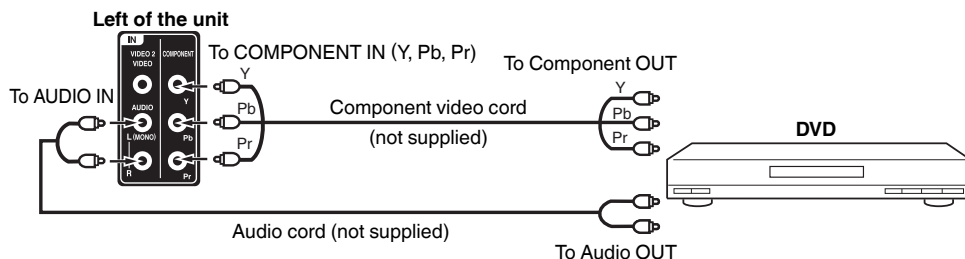 Left of the unit
IN
VIDEO 2
VIDEO
COMPONENT
Y
AUDIO
L (MONO)
Pb
R
Pr
To COMPONENT IN (Y, Pb, Pr)
Y
Pb
Pr
To AUDIO IN
Component video cord
(not supplied)
To Component OUT
Y
Pb
Pr
DVD
Audio cord (not supplied)
To Audio OUT